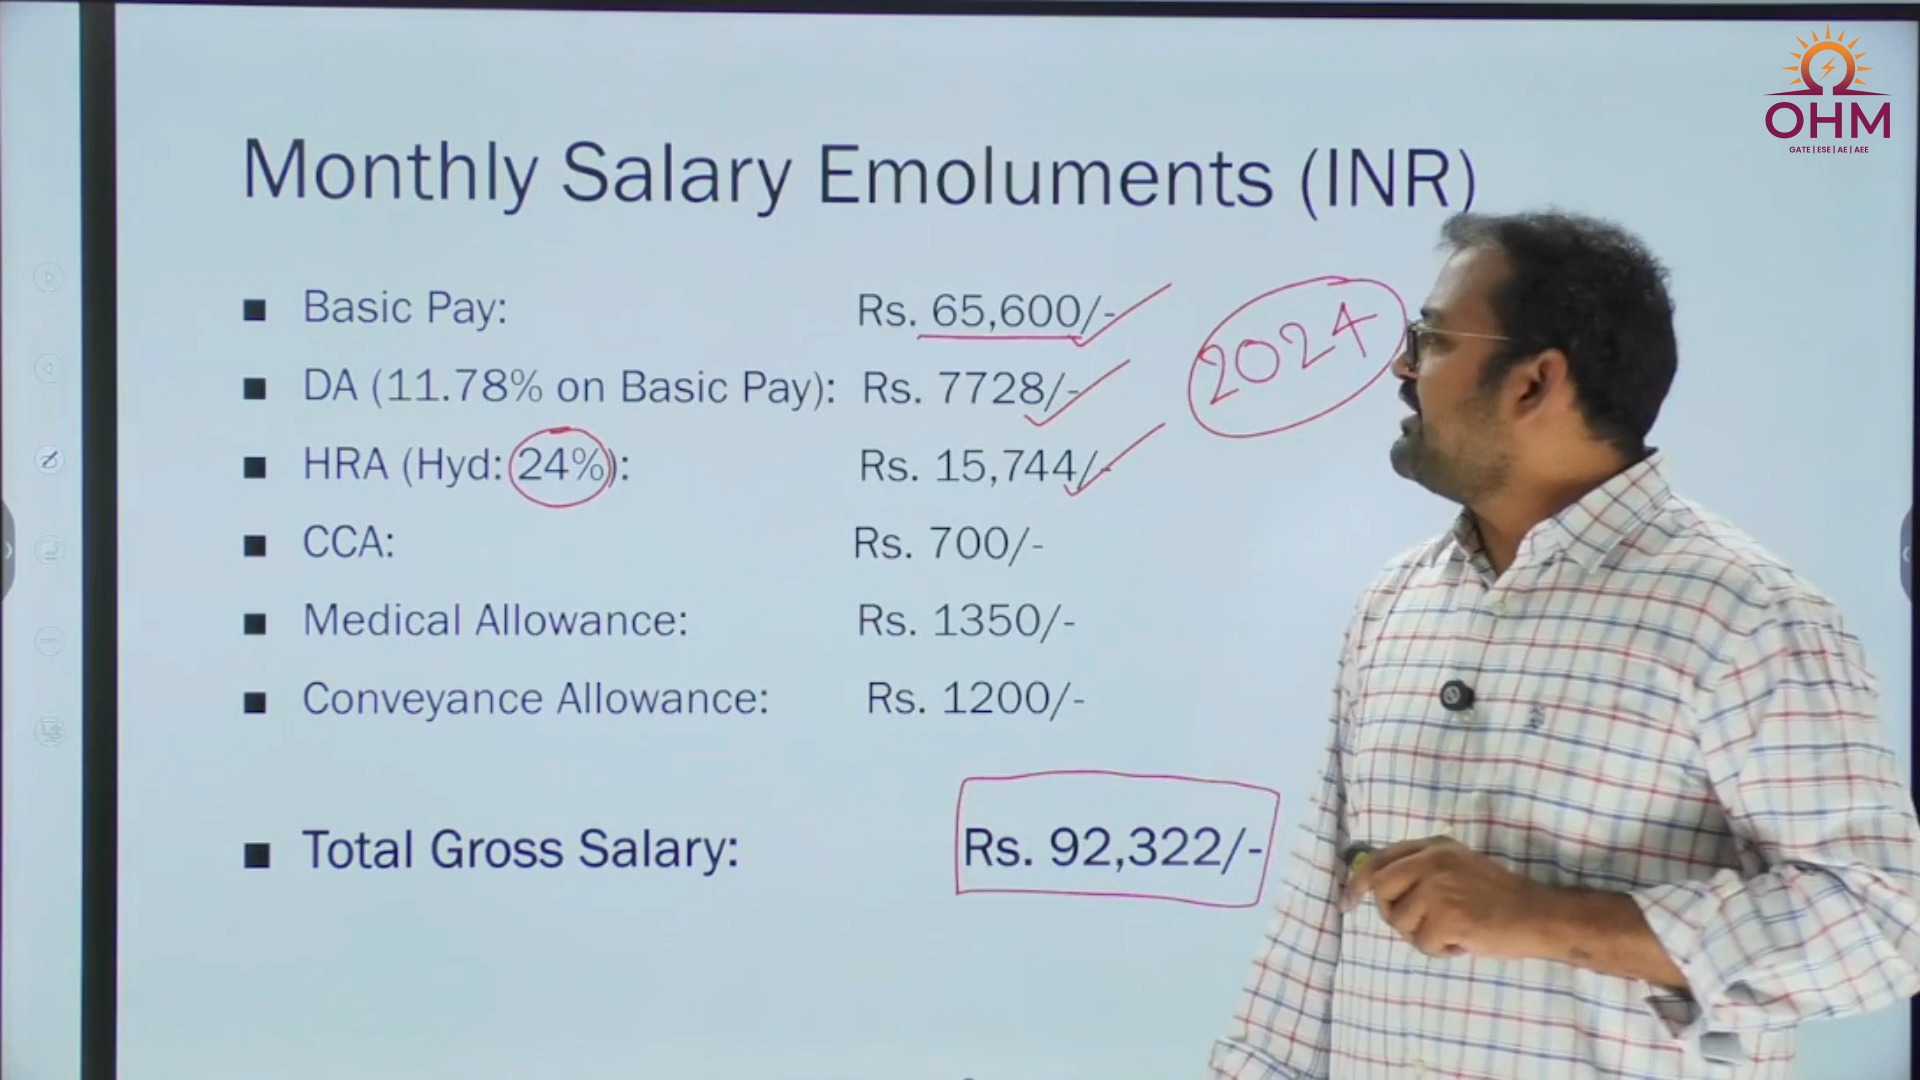 OHM
GATE | ESE | AE | AEE
Monthly Salary Emoluments (INR)
■ Basic Pay: Rs. 65,600/-
2024
■ DA (11.78% on Basic Pay): Rs. 7728/-
■ HRA (Hyd: 24%): Rs. 15,744/-
■ CCA: Rs. 700/-
■ Medical Allowance: Rs. 1350/-
■ Conveyance Allowance: Rs. 1200/-
■ Total Gross Salary: Rs. 92,322/-